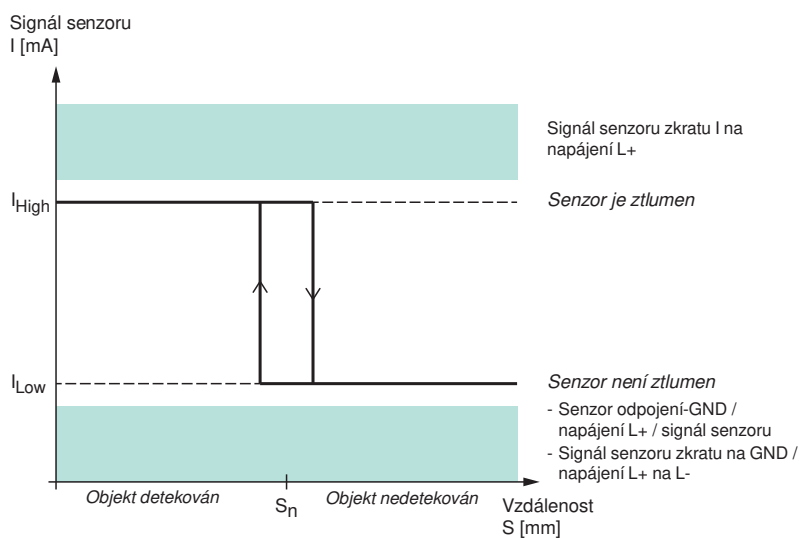 Signál senzoru
I [mA]
Signál senzoru zkratu I na
napájení L+
IHigh
Senzor je ztlumen
ILow
Senzor není ztlumen
- Senzor odpojení-GND /
napájení L+ / signál senzoru
- Signál senzoru zkratu na GND /
napájení L+ na L-
Objekt detekován
Sn
Objekt nedetekován
Vzdálenost
S [mm]